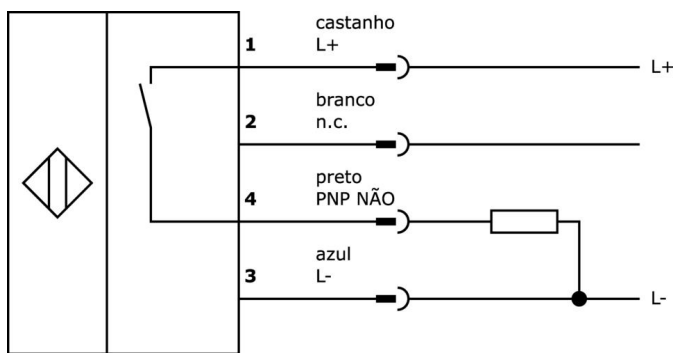 castanho
1 L+ L+
branco
2 n.c.
preto
4 PNP NÃO
azul
3 L- L-